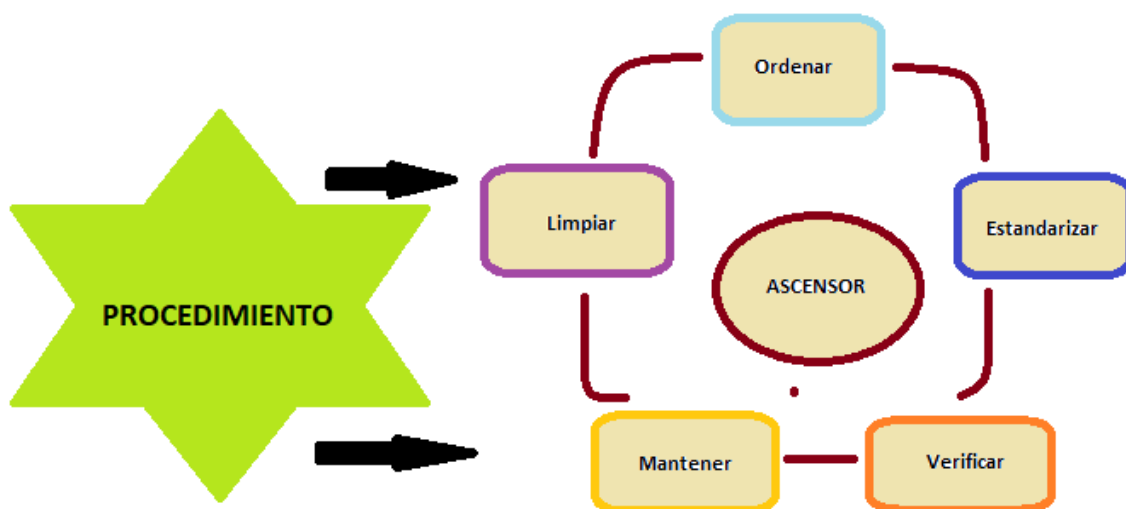 Ordenar
Limpiar
Estandarizar
ASCENSOR
PROCEDIMIENTO
Mantener
Verificar